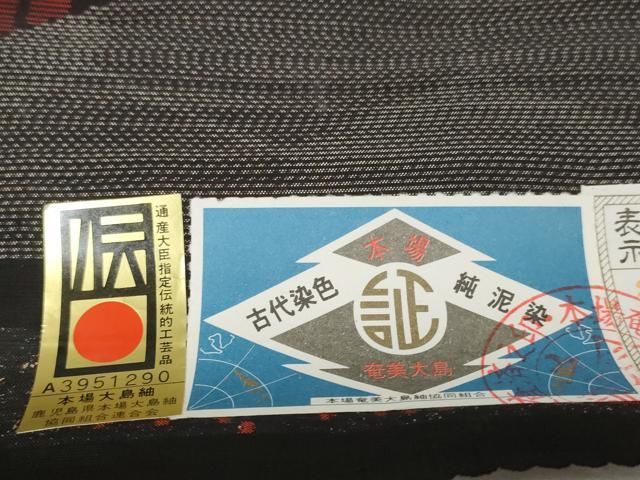 伝
通産大臣指定伝統的工芸品
A3951290
本場大島紬
鹿児島県本場大島紬
協同組合連合会
本場
古代染色
証
純泥染
奄美大島
本場奄美大島紬協同組合
表
示
本場